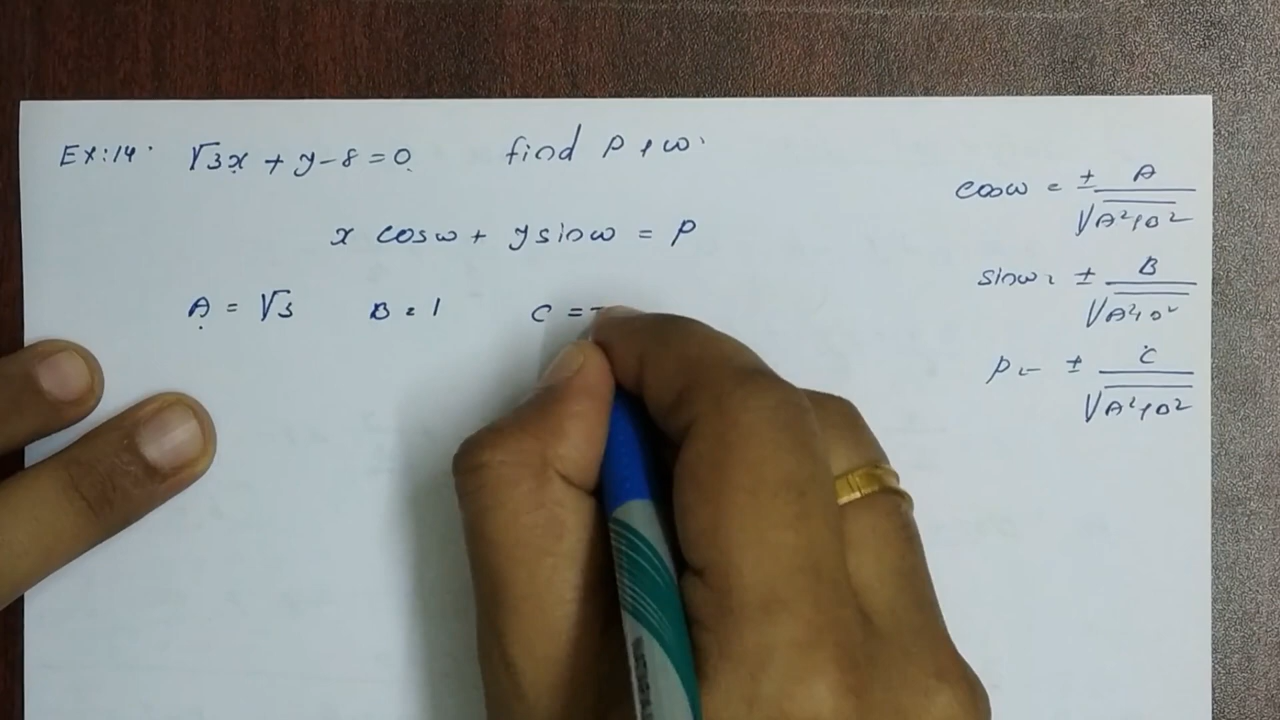 Ex:14. √3x + y - 8 = 0 find p, ω.
x cosω + y sinω = p
A = √3 B = 1 C = -
cosω = ± A / √A²+B²
sinω = ± B / √A²+B²
p = ± C / √A²+B²